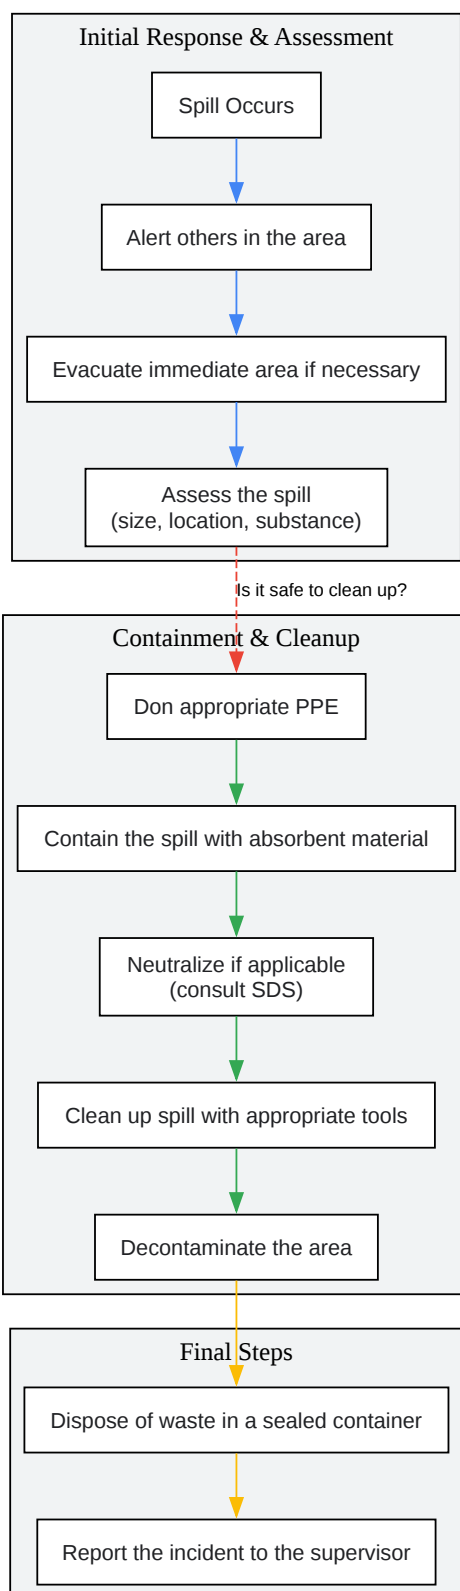 Initial Response & Assessment
Spill Occurs
Alert others in the area
Evacuate immediate area if necessary
Assess the spill
(size, location, substance)
Is it safe to clean up?
Containment & Cleanup
Don appropriate PPE
Contain the spill with absorbent material
Neutralize if applicable
(consult SDS)
Clean up spill with appropriate tools
Decontaminate the area
Final Steps
Dispose of waste in a sealed container
Report the incident to the supervisor